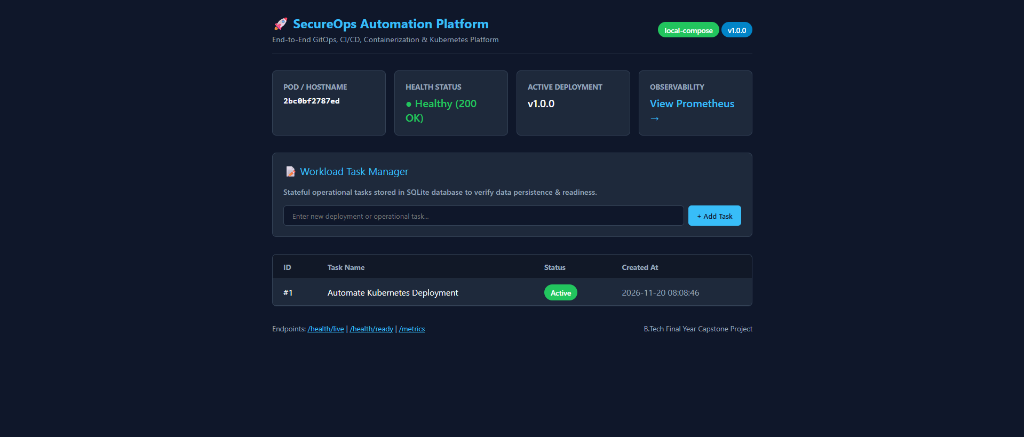 🚀 SecureOps Automation Platform
End-to-End GitOps, CI/CD, Containerization & Kubernetes Platform
local-compose v1.0.0
POD / HOSTNAME
2bc0bf2787ed
HEALTH STATUS
● Healthy (200
OK)
ACTIVE DEPLOYMENT
v1.0.0
OBSERVABILITY
View Prometheus
→
📝 Workload Task Manager
Stateful operational tasks stored in SQLite database to verify data persistence & readiness.
Enter new deployment or operational task...
+ Add Task
ID Task Name Status Created At
#1 Automate Kubernetes Deployment Active 2026-11-20 08:08:46
Endpoints: /health/live | /health/ready | /metrics
B.Tech Final Year Capstone Project